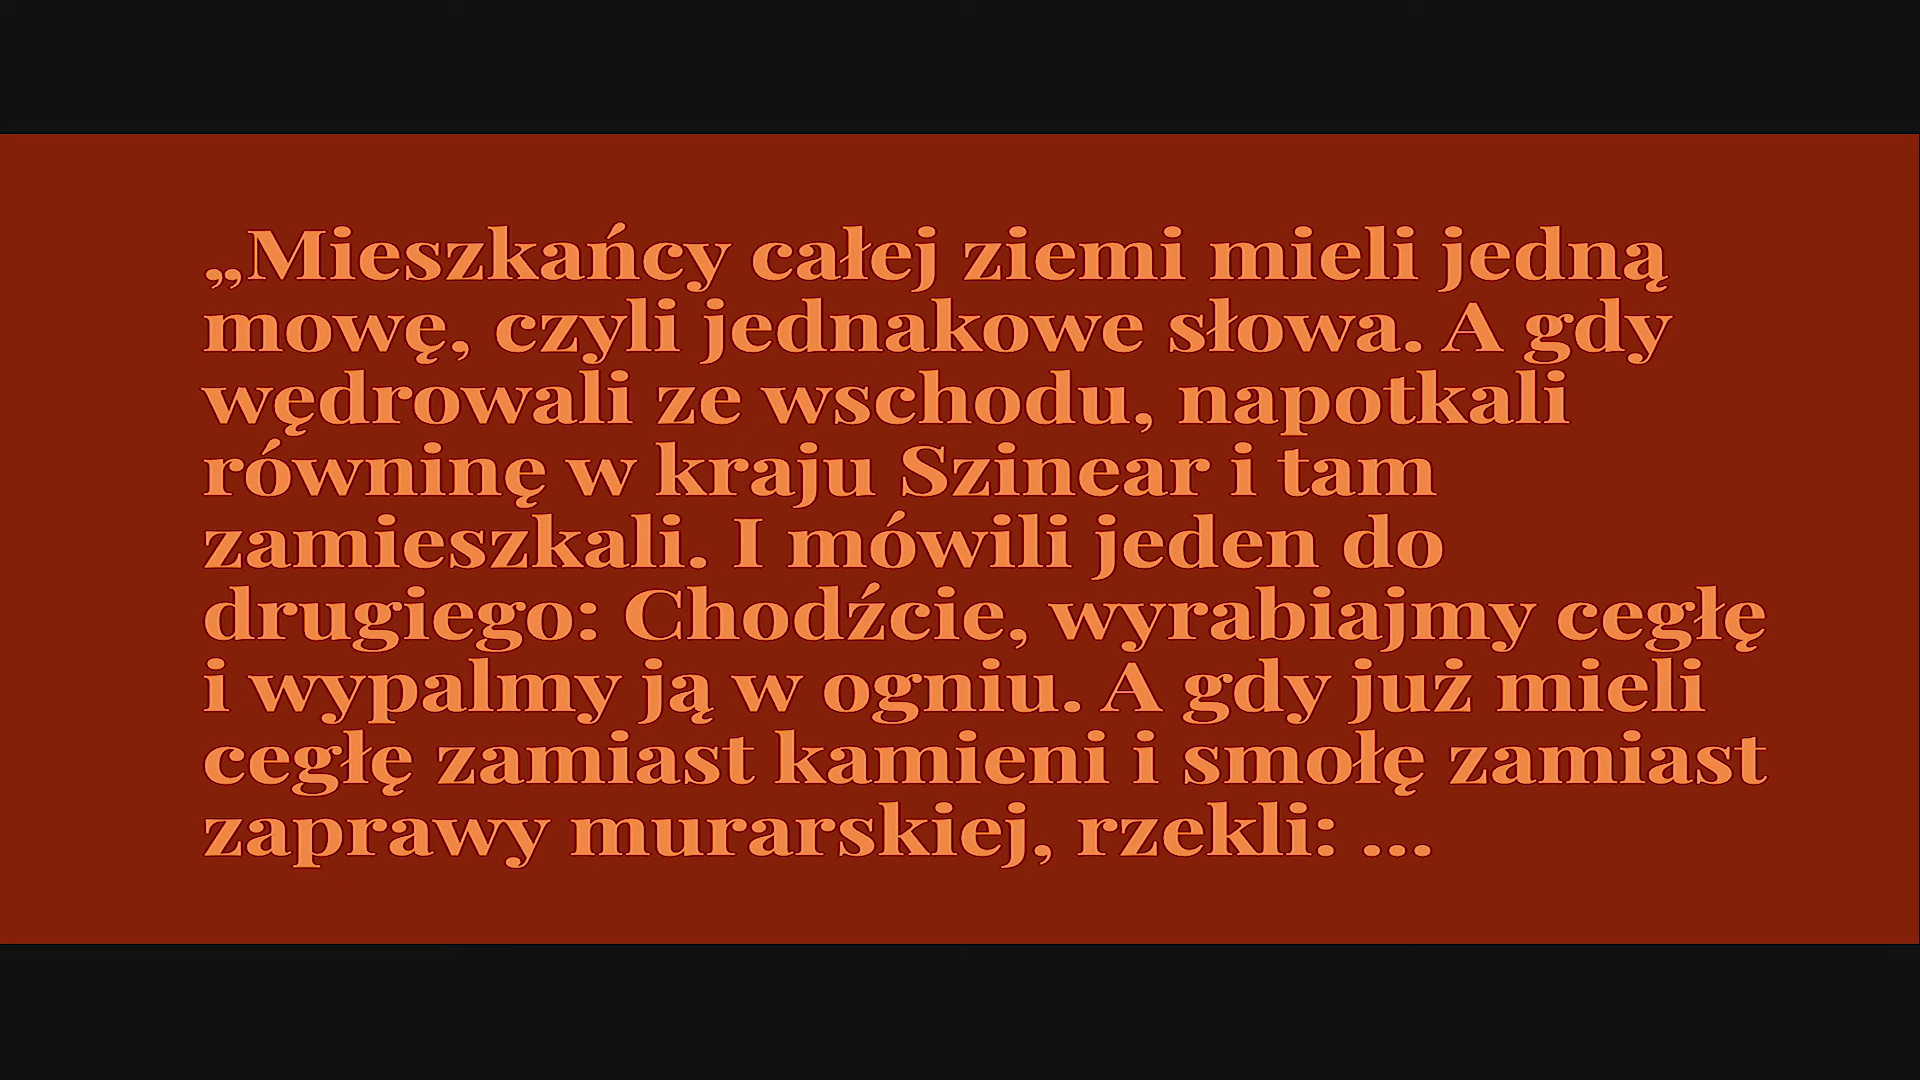 „Mieszkańcy całej ziemi mieli jedną
mowę, czyli jednakowe słowa. A gdy
wędrowali ze wschodu, napotkali
równinę w kraju Szinear i tam
zamieszkali. I mówili jeden do
drugiego: Chodźcie, wyrabiajmy cegłę
i wypalmy ją w ogniu. A gdy już mieli
cegłę zamiast kamieni i smołę zamiast
zaprawy murarskiej, rzekli: ...